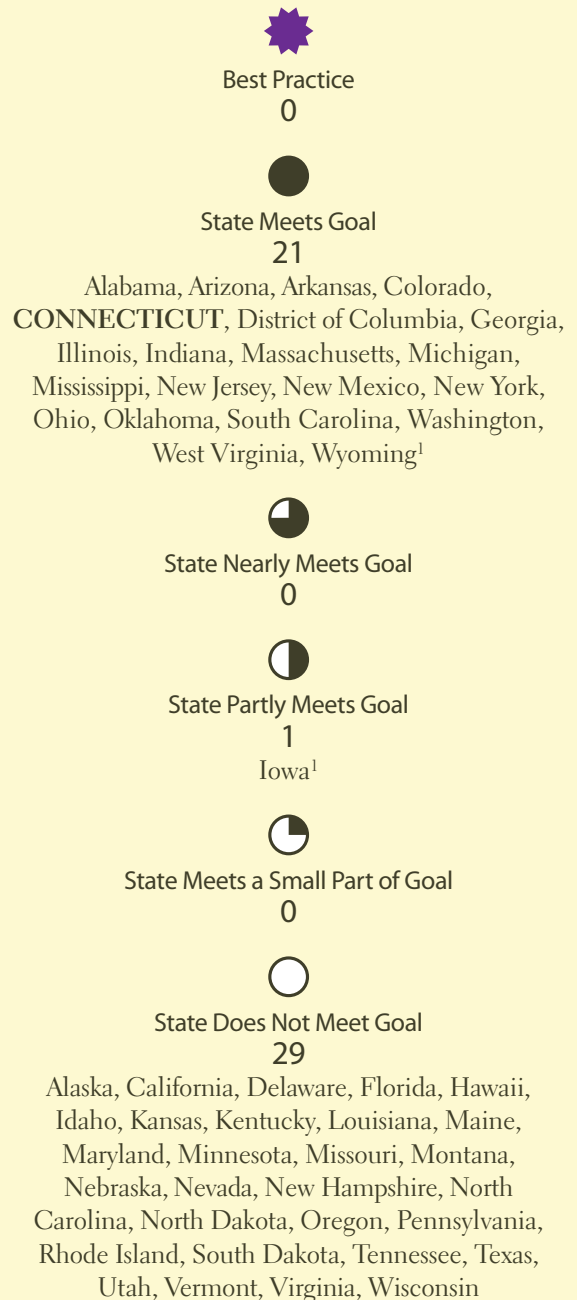 Best Practice
0
State Meets Goal
21
Alabama, Arizona, Arkansas, Colorado,
CONNECTICUT, District of Columbia, Georgia,
Illinois, Indiana, Massachusetts, Michigan,
Mississippi, New Jersey, New Mexico, New York,
Ohio, Oklahoma, South Carolina, Washington,
West Virginia, Wyoming¹
State Nearly Meets Goal
0
State Partly Meets Goal
1
Iowa¹
State Meets a Small Part of Goal
0
State Does Not Meet Goal
29
Alaska, California, Delaware, Florida, Hawaii,
Idaho, Kansas, Kentucky, Louisiana, Maine,
Maryland, Minnesota, Missouri, Montana,
Nebraska, Nevada, New Hampshire, North
Carolina, North Dakota, Oregon, Pennsylvania,
Rhode Island, South Dakota, Tennessee, Texas,
Utah, Vermont, Virginia, Wisconsin